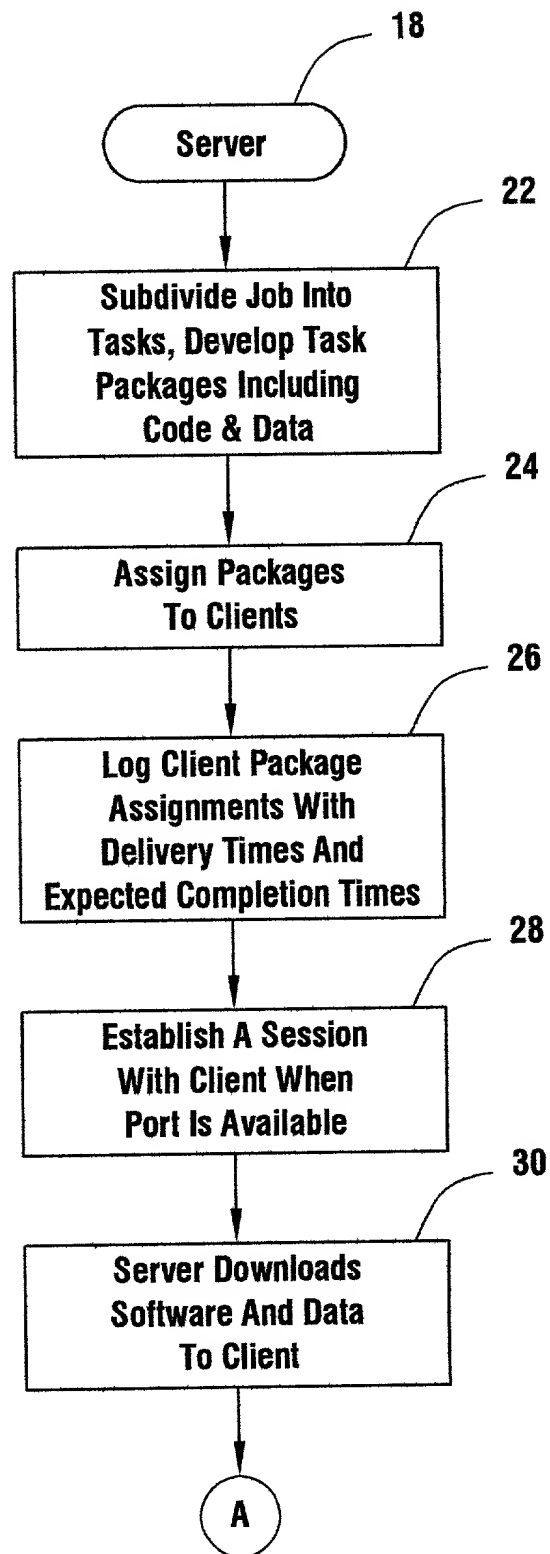 18
Server
22
Subdivide Job Into
Tasks, Develop Task
Packages Including
Code & Data
24
Assign Packages
To Clients
26
Log Client Package
Assignments With
Delivery Times And
Expected Completion Times
28
Establish A Session
With Client When
Port Is Available
30
Server Downloads
Software And Data
To Client
A